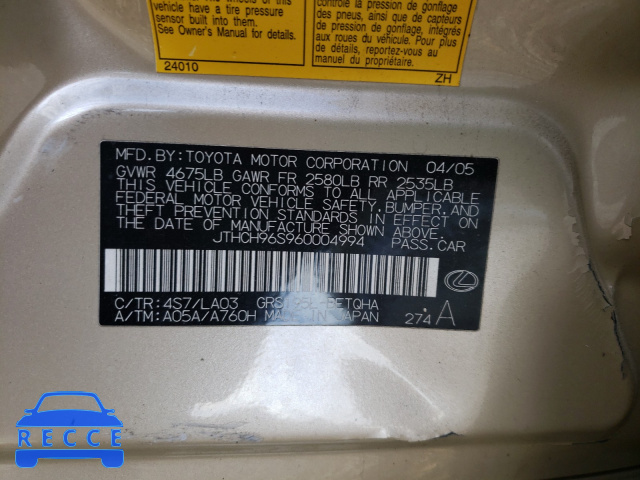 vehicle have a tire pressure
sensor built into them.
See Owner's Manual for details.
24010
contrôle la pression de gonflage
des pneus, ainsi que de capteurs
de pression de gonflage, intégrés
aux roues du véhicule. Pour plus
de détails, reportez-vous au
manuel du propriétaire.
ZH
MFD.BY:TOYOTA MOTOR CORPORATION 04/05
GVWR 4675LB GAWR FR 2580LB RR 2535LB
THIS VEHICLE CONFORMS TO ALL APPLICABLE
FEDERAL MOTOR VEHICLE SAFETY,BUMPER,AND
THEFT PREVENTION STANDARDS IN EFFECT ON
THE DATE OF MANUFACTURE SHOWN ABOVE.
JTHCH96S960004994 PASS.CAR
C/TR:4S7/LA03
A/TM:A05A/A760H JAPAN
274 A
RECCE